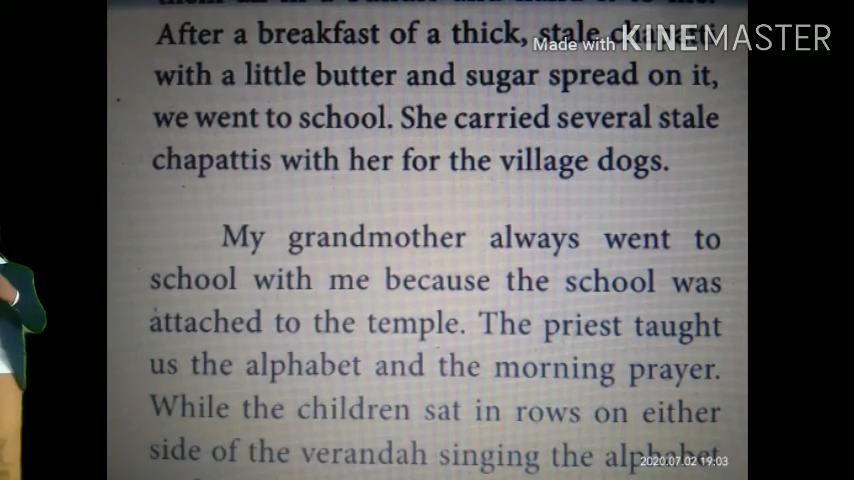 After a breakfast of a thick, stale
Made with KINEMASTER
with a little butter and sugar spread on it,
we went to school. She carried several stale
chapattis with her for the village dogs.
My grandmother always went to
school with me because the school was
attached to the temple. The priest taught
us the alphabet and the morning prayer.
While the children sat in rows on either
side of the verandah singing the alphabet
2020.07.02 19:03